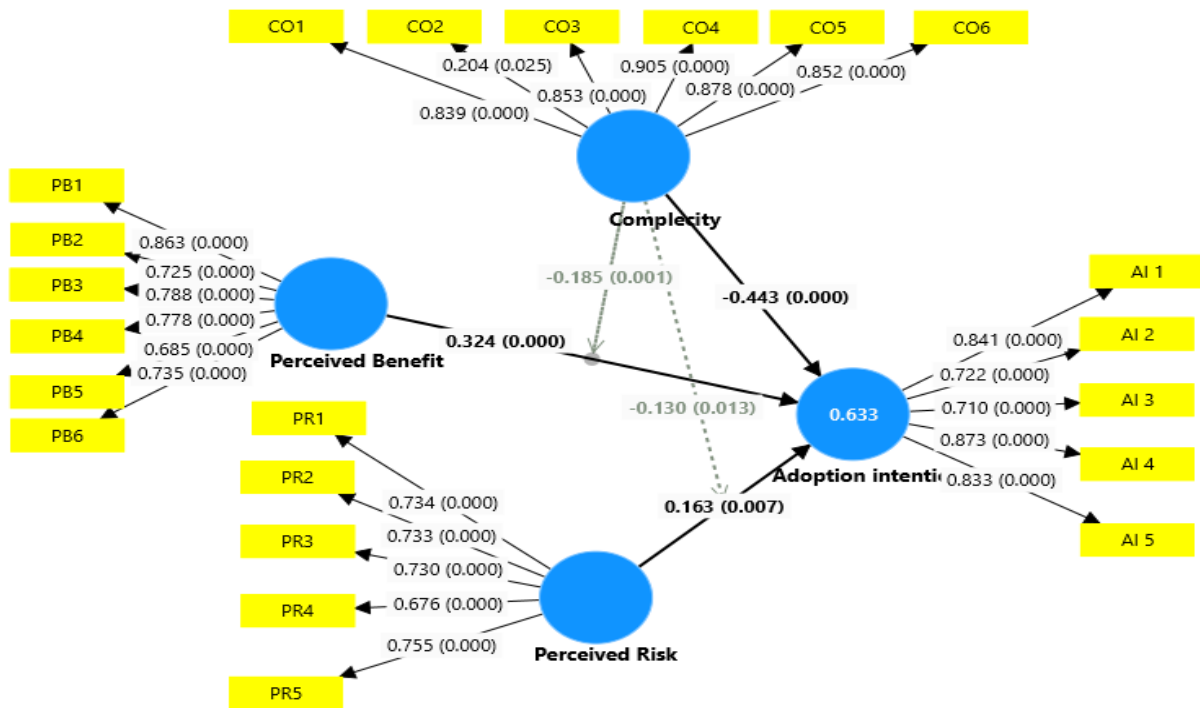 CO1
CO2
CO3
CO4
CO5
CO6
0.839 (0.000)
0.204 (0.025)
0.853 (0.000)
0.905 (0.000)
0.878 (0.000)
0.852 (0.000)
Complecity
PB1
PB2
PB3
PB4
PB5
PB6
0.863 (0.000)
0.725 (0.000)
0.788 (0.000)
0.778 (0.000)
0.685 (0.000)
0.735 (0.000)
Perceived Benefit
-0.185 (0.001)
-0.443 (0.000)
0.324 (0.000)
-0.130 (0.013)
0.163 (0.007)
0.633
Adoption intentic
AI 1
AI 2
AI 3
AI 4
AI 5
0.841 (0.000)
0.722 (0.000)
0.710 (0.000)
0.873 (0.000)
0.833 (0.000)
PR1
PR2
PR3
PR4
PR5
0.734 (0.000)
0.733 (0.000)
0.730 (0.000)
0.676 (0.000)
0.755 (0.000)
Perceived Risk